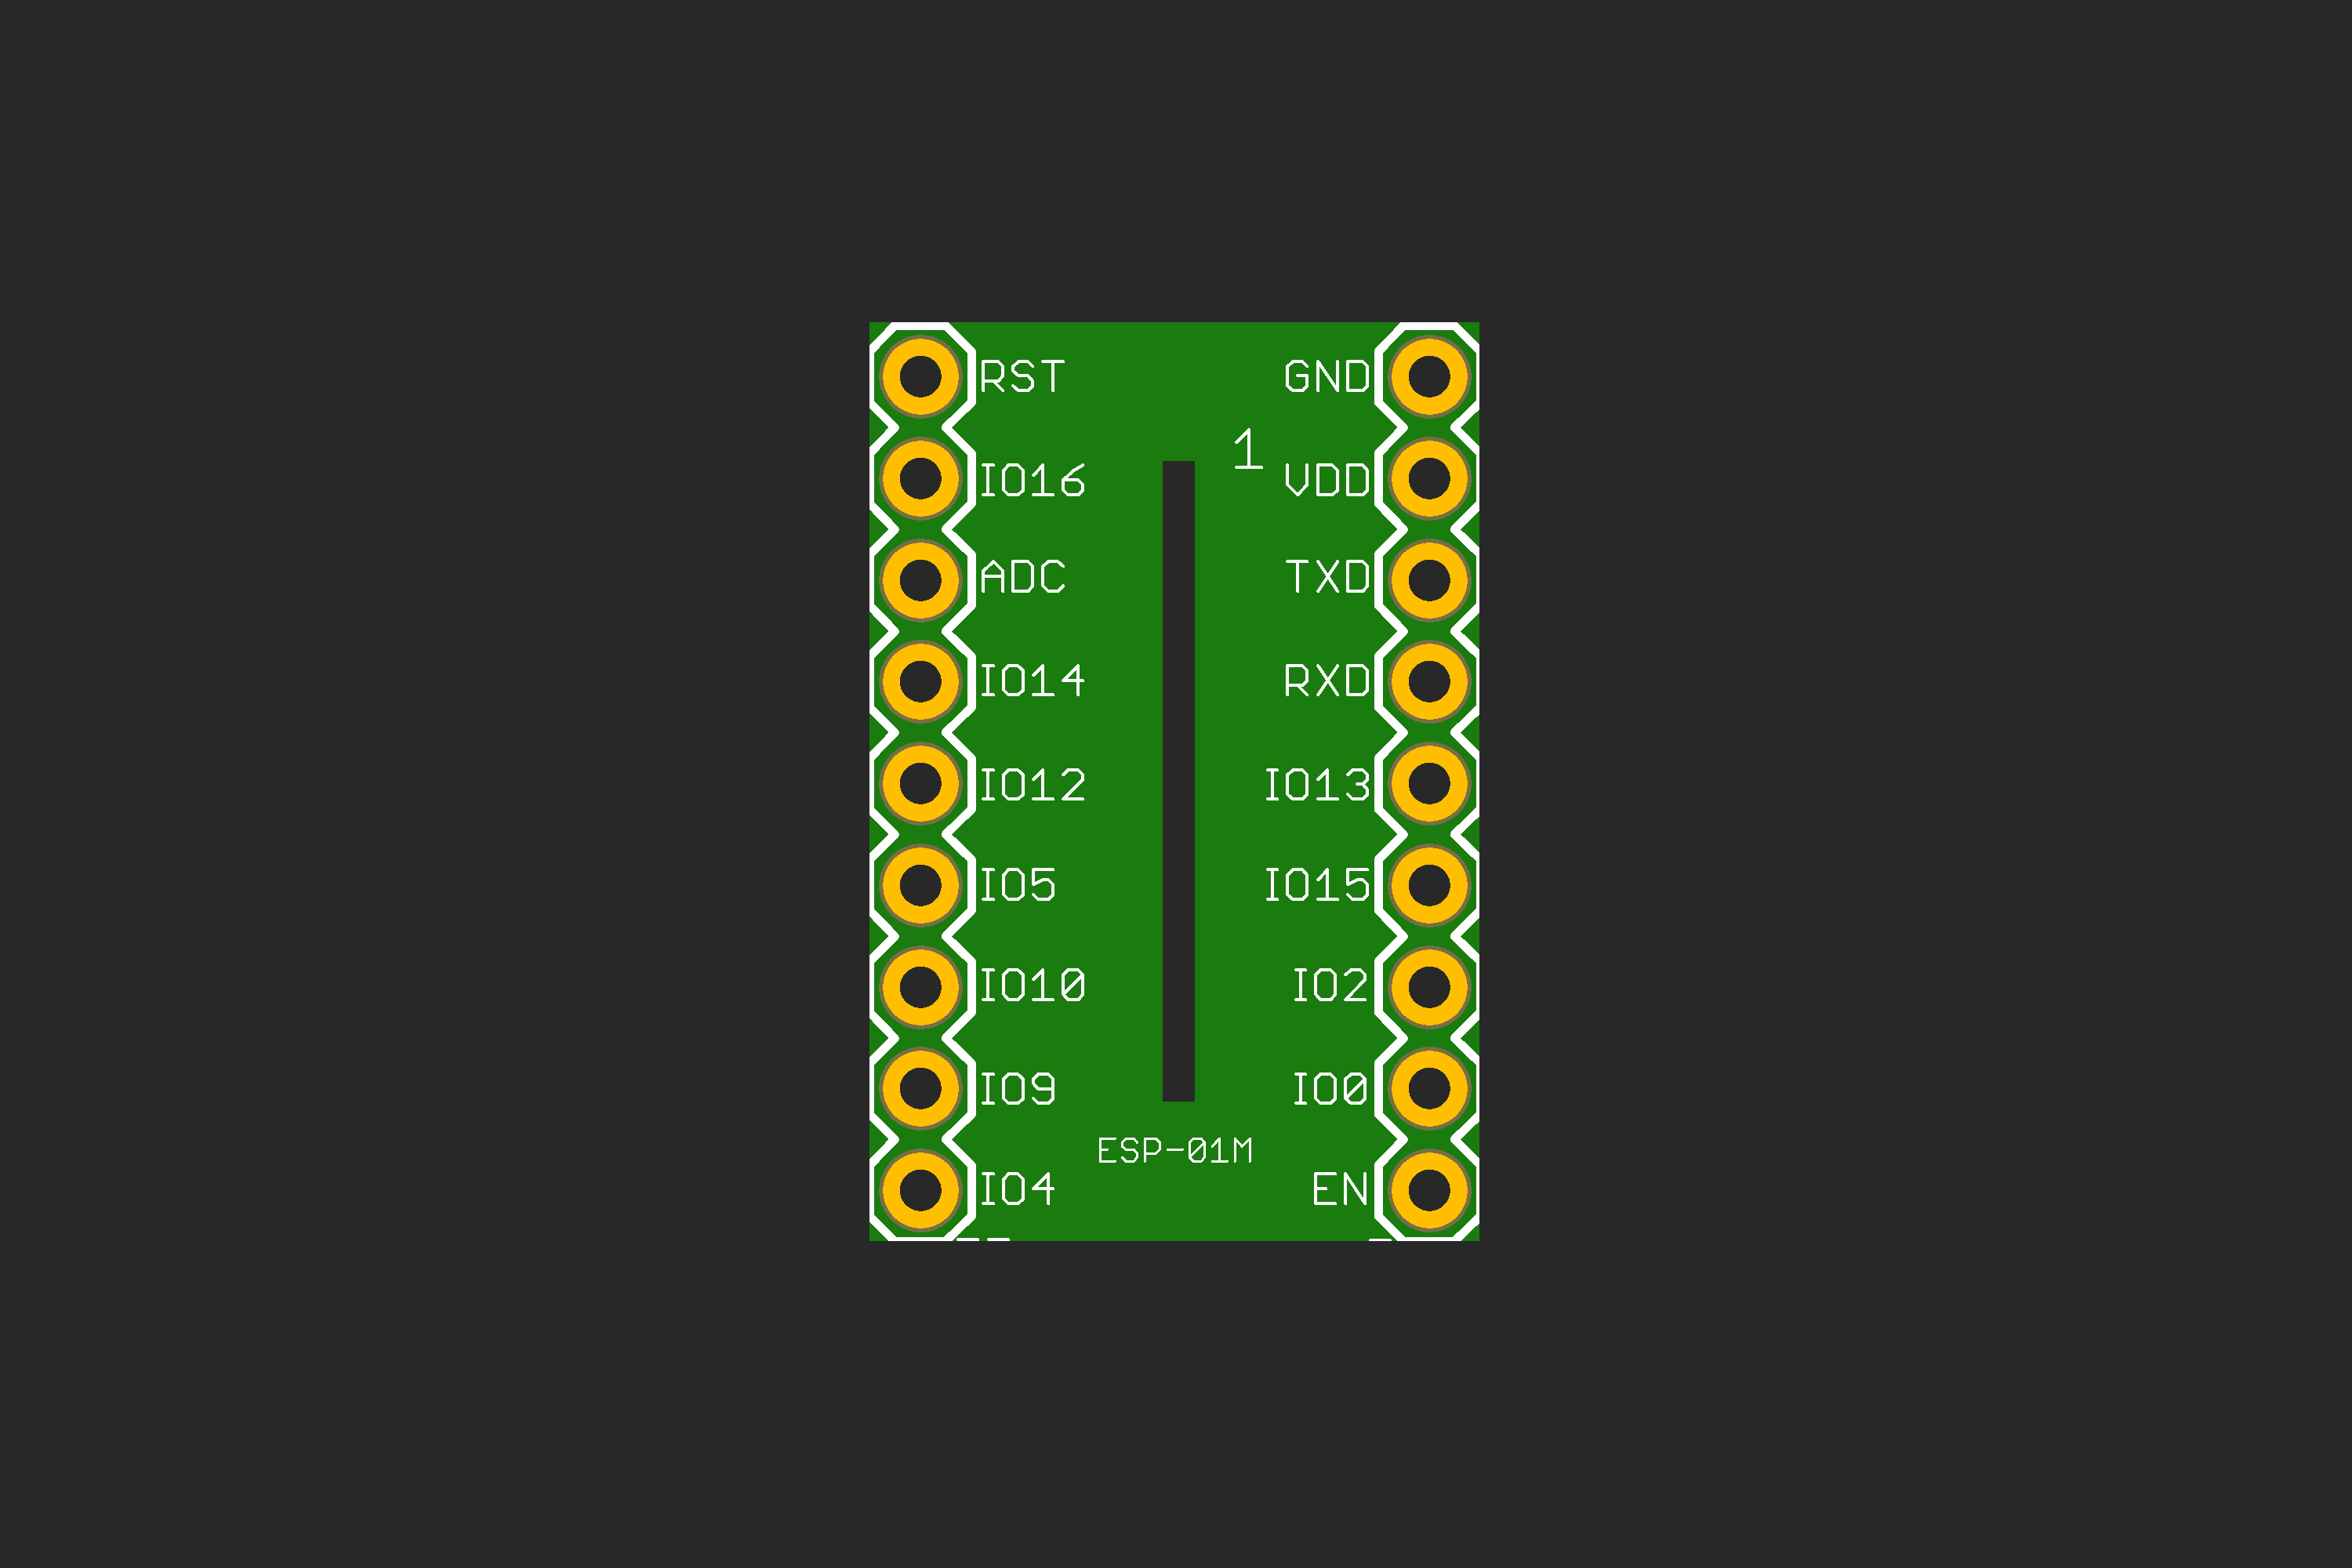 RST GND
1
IO16 VDD
ADC TXD
IO14 RXD
IO12 IO13
IO5 IO15
IO10 IO2
IO9 IO0
ESP-01M
IO4 EN